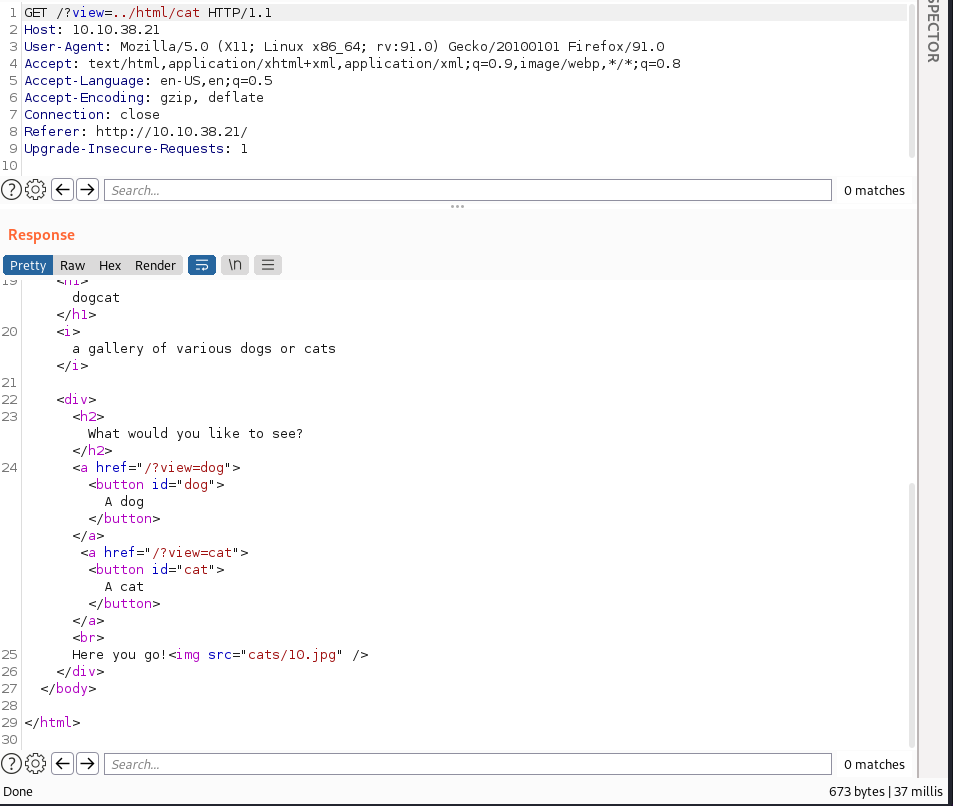 SPECTOR
1 GET /?view=../html/cat HTTP/1.1
2 Host: 10.10.38.21
3 User-Agent: Mozilla/5.0 (X11; Linux x86_64; rv:91.0) Gecko/20100101 Firefox/91.0
4 Accept: text/html,application/xhtml+xml,application/xml;q=0.9,image/webp,*/*;q=0.8
5 Accept-Language: en-US,en;q=0.5
6 Accept-Encoding: gzip, deflate
7 Connection: close
8 Referer: http://10.10.38.21/
9 Upgrade-Insecure-Requests: 1
10
? Search... 0 matches
Response
Pretty Raw Hex Render \n
19 <h1>
dogcat
</h1>
20 <i>
a gallery of various dogs or cats
</i>
21
22 <div>
23 <h2>
What would you like to see?
</h2>
24 <a href="/?view=dog">
<button id="dog">
A dog
</button>
</a>
<a href="/?view=cat">
<button id="cat">
A cat
</button>
</a>
<br>
25 Here you go!<img src="cats/10.jpg" />
26 </div>
27 </body>
28
29 </html>
30
? Search... 0 matches
Done 673 bytes | 37 millis